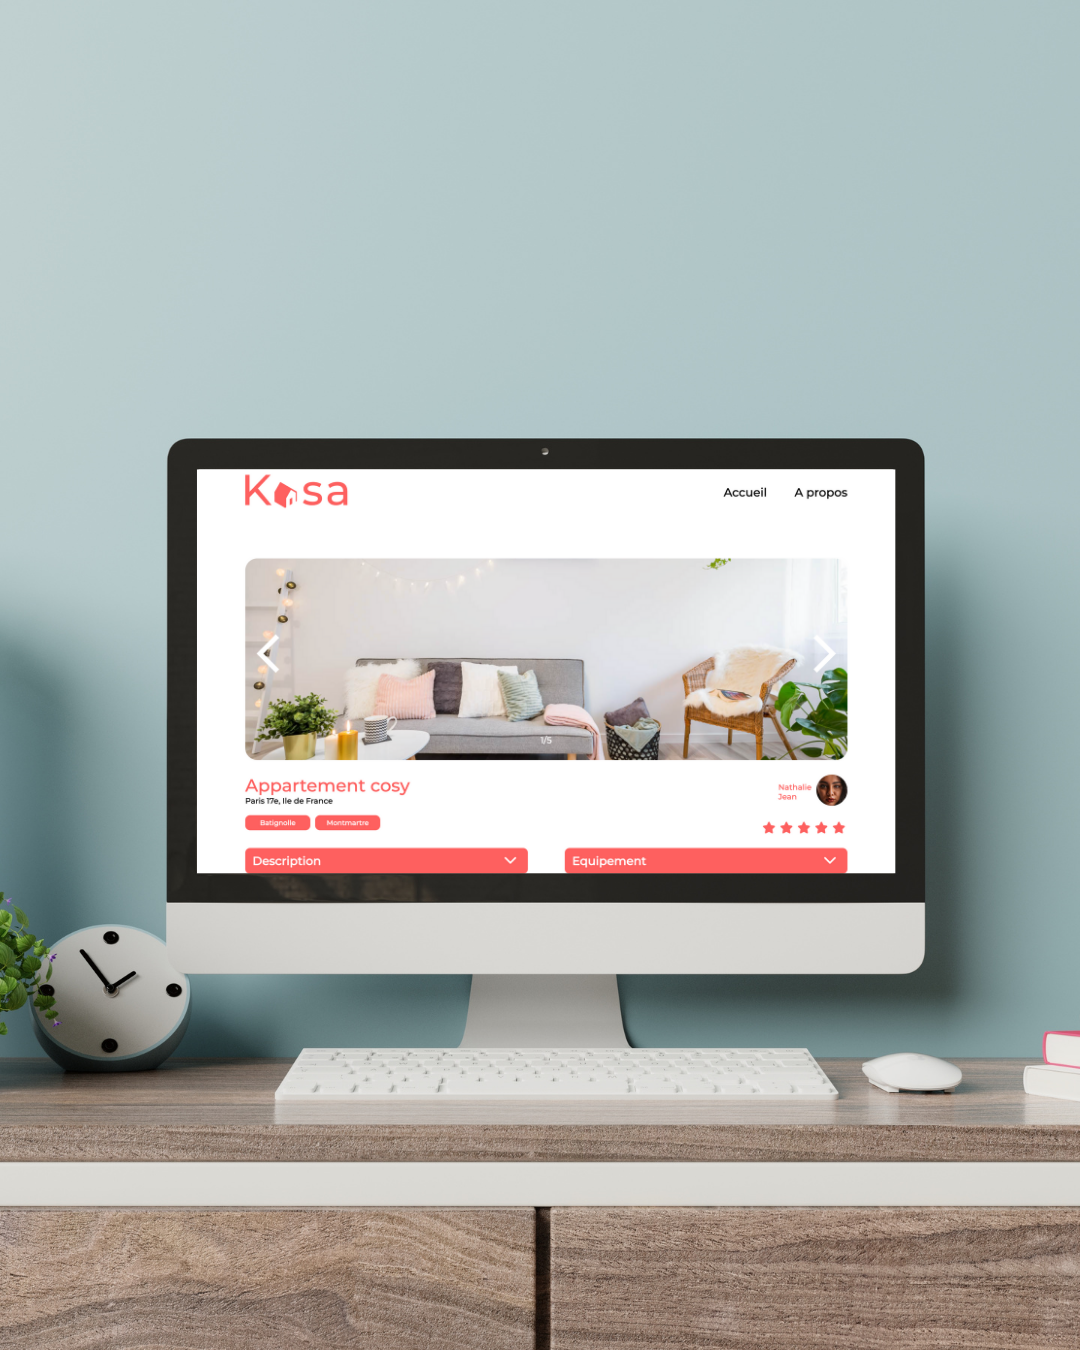 Kasa
Accueil
A propos
1/5
Appartement cosy
Paris 17e, Ile de France
Nathalie
Jean
Batignolle
Montmartre
Description
Equipement